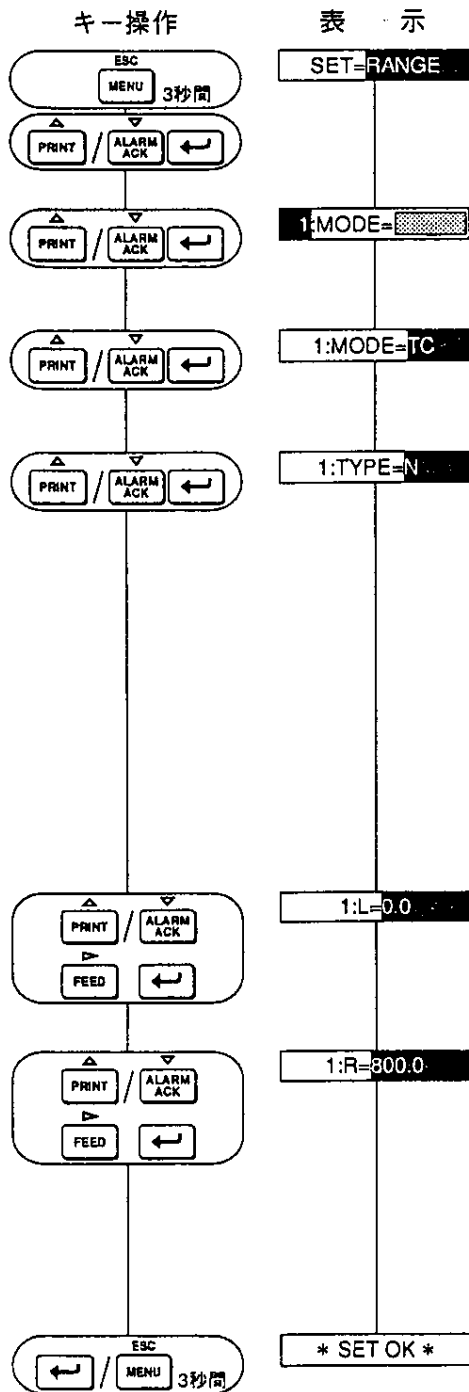 キー操作 表 示
ESC
MENU 3秒間 SET=RANGE
PRINT / ALARM ACK
PRINT / ALARM ACK 1:MODE=
PRINT / ALARM ACK 1:MODE=TC
PRINT / ALARM ACK 1:TYPE=N
PRINT / ALARM ACK 1:L=0.0
FEED
PRINT / ALARM ACK 1:R=800.0
FEED
ESC
/ MENU 3秒間 * SET OK *